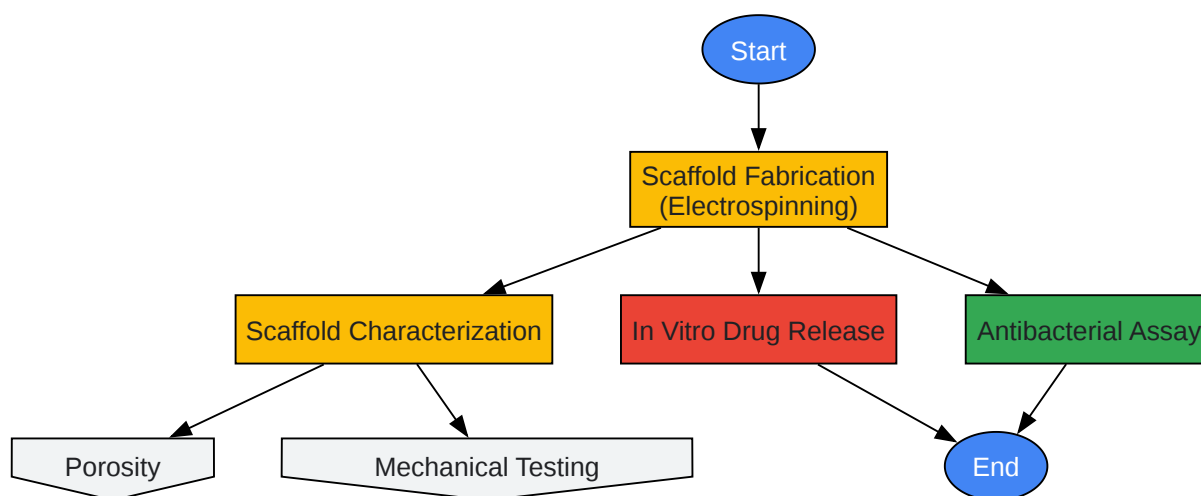 Start
Scaffold Fabrication
(Electrospinning)
Scaffold Characterization
In Vitro Drug Release
Antibacterial Assay
Porosity
Mechanical Testing
End